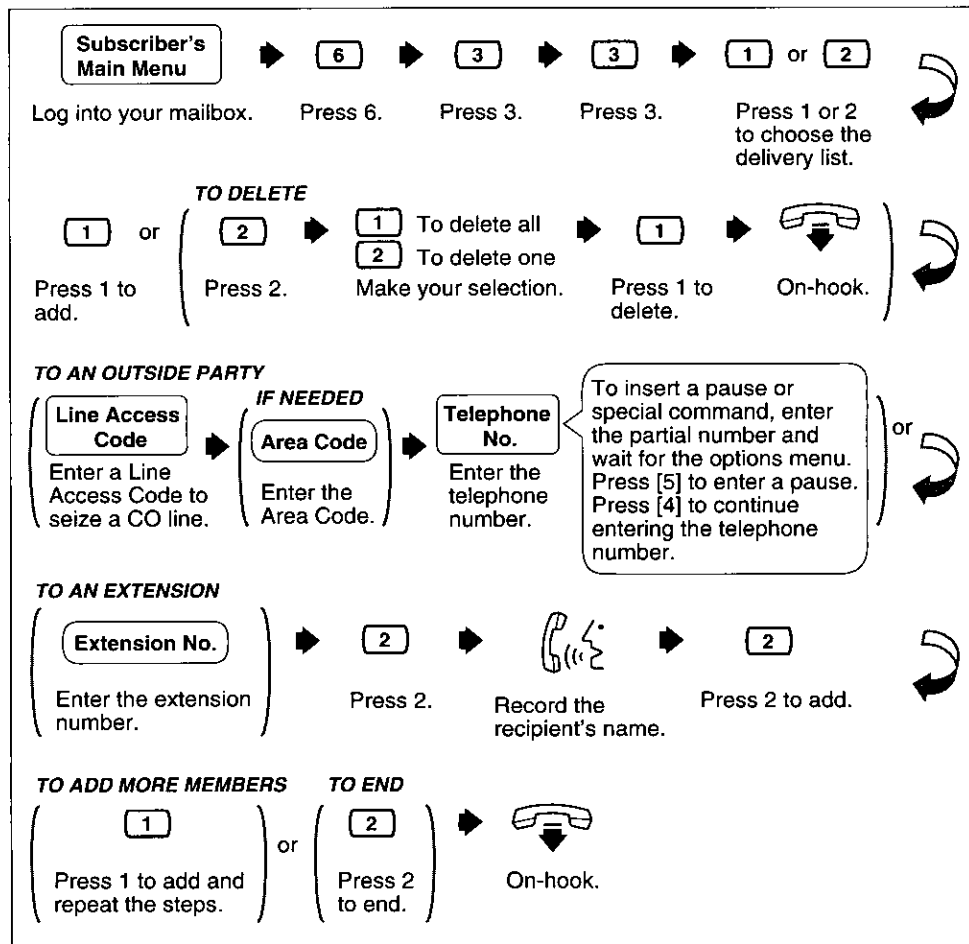 Subscriber's
Main Menu
6
3
3
1 or 2
Log into your mailbox.
Press 6.
Press 3.
Press 3.
Press 1 or 2
to choose the
delivery list.
TO DELETE
1 or
2
1 To delete all
2 To delete one
1
Press 1 to
add.
Press 2.
Make your selection.
Press 1 to
delete.
On-hook.
TO AN OUTSIDE PARTY
Line Access
Code
Enter a Line
Access Code to
seize a CO line.
IF NEEDED
Area Code
Enter the
Area Code.
Telephone
No.
Enter the
telephone
number.
To insert a pause or
special command, enter
the partial number and
wait for the options menu.
Press [5] to enter a pause.
Press [4] to continue
entering the telephone
number.
or
TO AN EXTENSION
Extension No.
2
2
Enter the extension
number.
Press 2.
Record the
recipient's name.
Press 2 to add.
TO ADD MORE MEMBERS
1
Press 1 to add and
repeat the steps.
or
TO END
2
Press 2
to end.
On-hook.